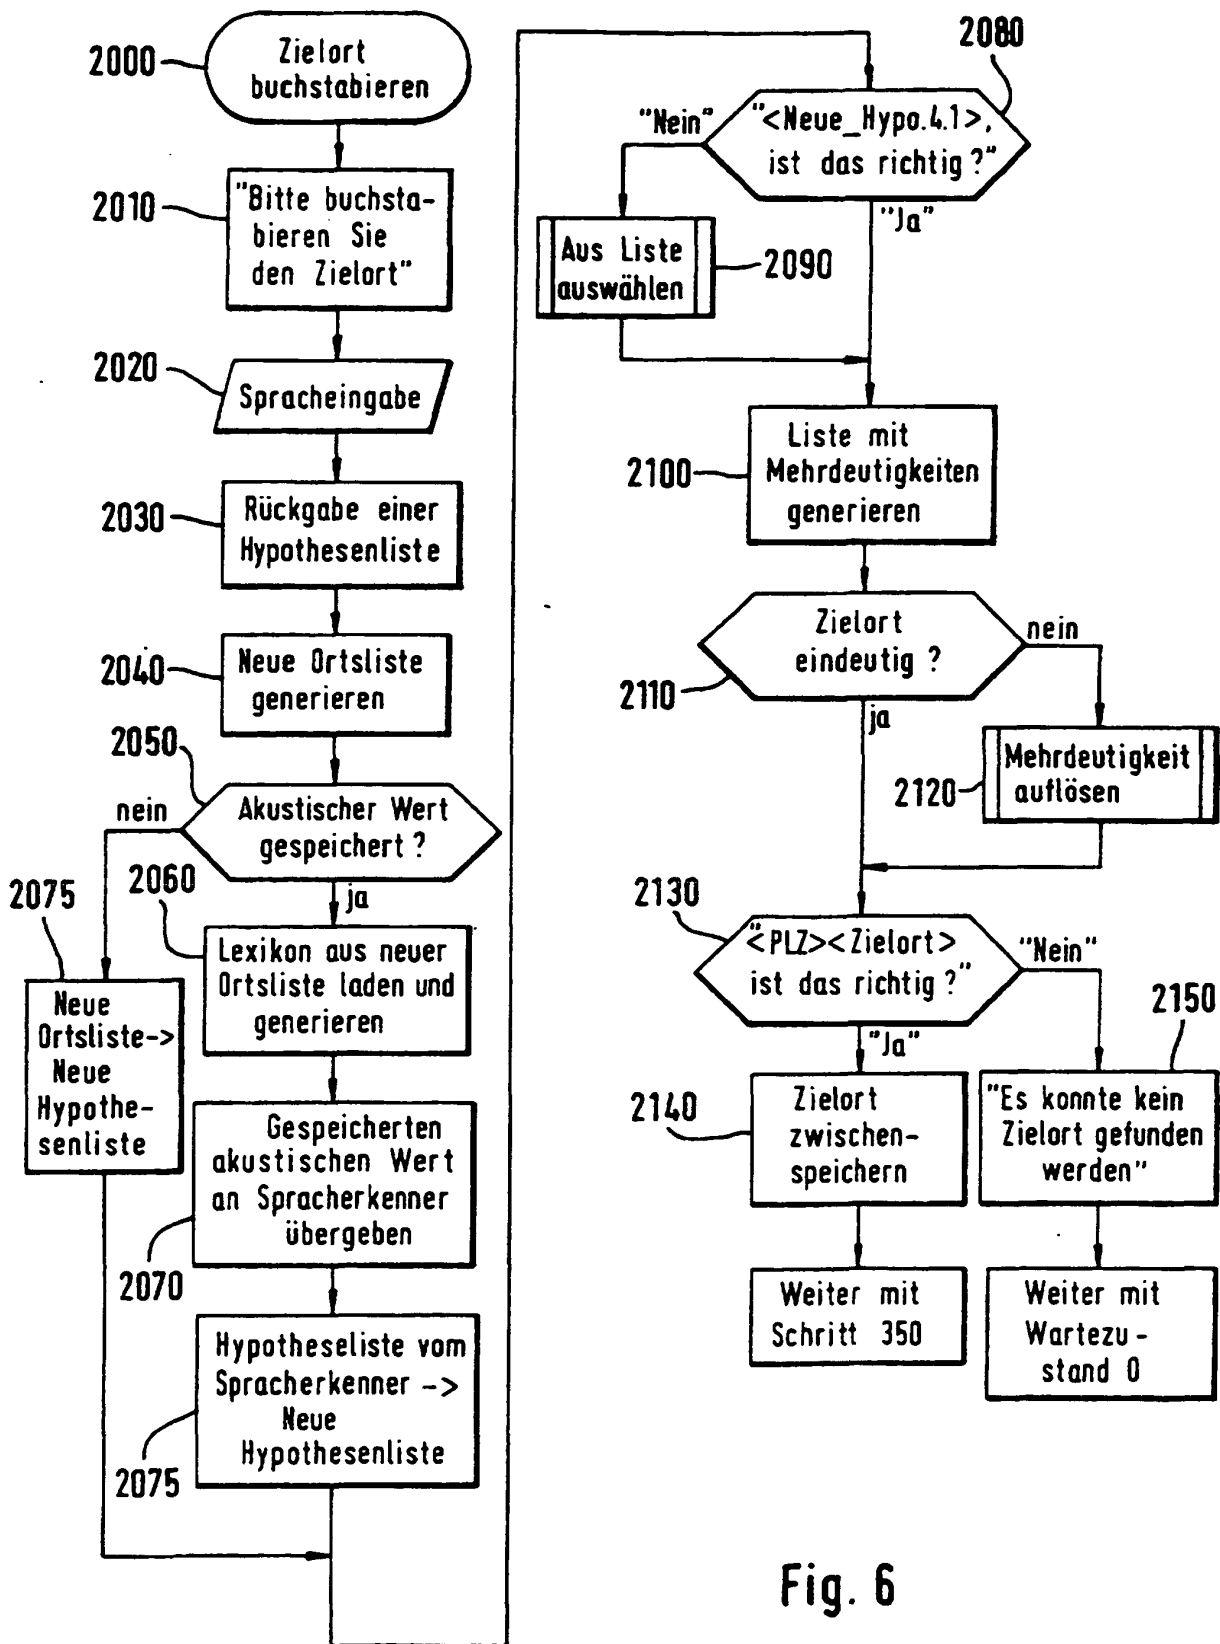 2000
Zielort
buchstabieren
2010
"Bitte buchsta-
bieren Sie
den Zielort"
2020
Spracheingabe
2030
Rückgabe einer
Hypothesenliste
2040
Neue Ortsliste
generieren
2050
nein
Akustischer Wert
gespeichert ?
ja
2075
Neue
Ortsliste->
Neue
Hypothe-
senliste
2060
Lexikon aus neuer
Ortsliste laden und
generieren
Gespeicherten
akustischen Wert
an Spracherkenner
übergeben
2070
Hypotheseliste vom
Spracherkenner ->
Neue
Hypothesenliste
2075
2080
"<Neue_Hypo.4.1>,
ist das richtig ?"
"Nein"
"Ja"
Aus Liste
auswählen
2090
2100
Liste mit
Mehrdeutigkeiten
generieren
Zielort
eindeutig ?
nein
2110
ja
Mehrdeutigkeit
auflösen
2120
2130
"<PLZ><Zielort>
ist das richtig ?"
"Nein"
"Ja"
2140
Zielort
zwischen-
speichern
2150
"Es konnte kein
Zielort gefunden
werden"
Weiter mit
Schritt 350
Weiter mit
Wartezu-
stand 0
Fig. 6